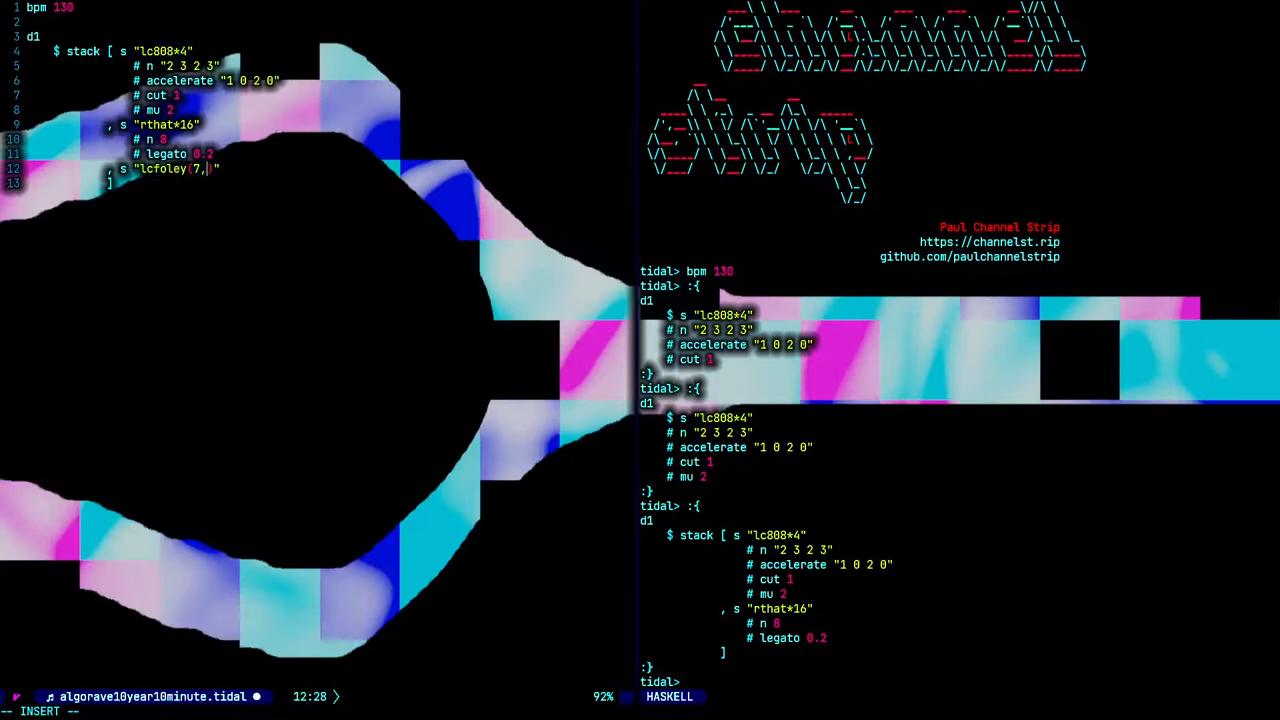 1 bpm 130
2
3 d1
4 $ stack [ s "lc808*4"
5 # n "2 3 2 3"
6 # accelerate "1 0 2 0"
7 # cut 1
8 # mu 2
9 , s "rthat*16"
10 # n 8
11 # legato 0.2
12 , s "lcfoley(7,)"
13 ]
♬ algorave10year10minute.tidal ● 12:28 92%
-- INSERT --
channel
strip
Paul Channel Strip
https://channelst.rip
github.com/paulchannelstrip
tidal> bpm 130
tidal> :{
d1
$ s "lc808*4"
# n "2 3 2 3"
# accelerate "1 0 2 0"
# cut 1
:}
tidal> :{
d1
$ s "lc808*4"
# n "2 3 2 3"
# accelerate "1 0 2 0"
# cut 1
# mu 2
:}
tidal> :{
d1
$ stack [ s "lc808*4"
# n "2 3 2 3"
# accelerate "1 0 2 0"
# cut 1
# mu 2
, s "rthat*16"
# n 8
# legato 0.2
]
:}
tidal>
HASKELL